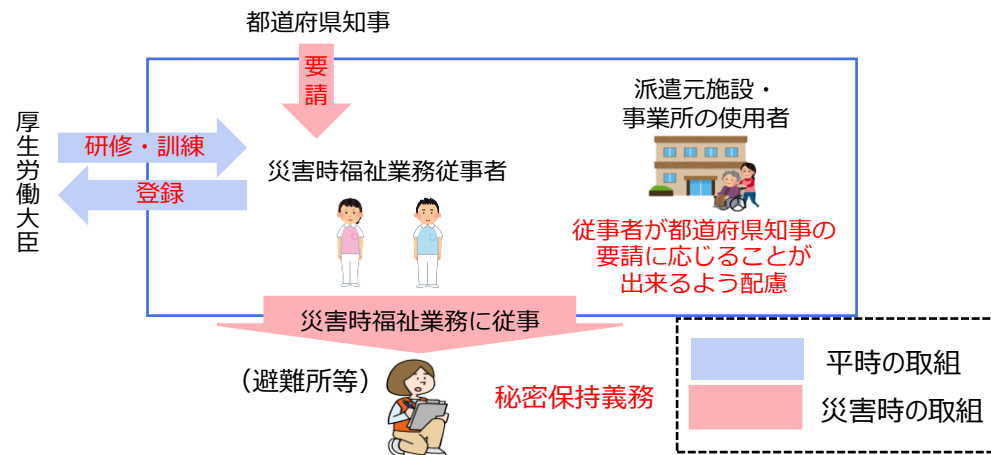 都道府県知事
要請
厚生労働大臣
研修・訓練
登録
災害時福祉業務従事者
派遣元施設・
事業所の使用者
従事者が都道府県知事の
要請に応じることが
出来るよう配慮
災害時福祉業務に従事
（避難所等）
秘密保持義務
平時の取組
災害時の取組